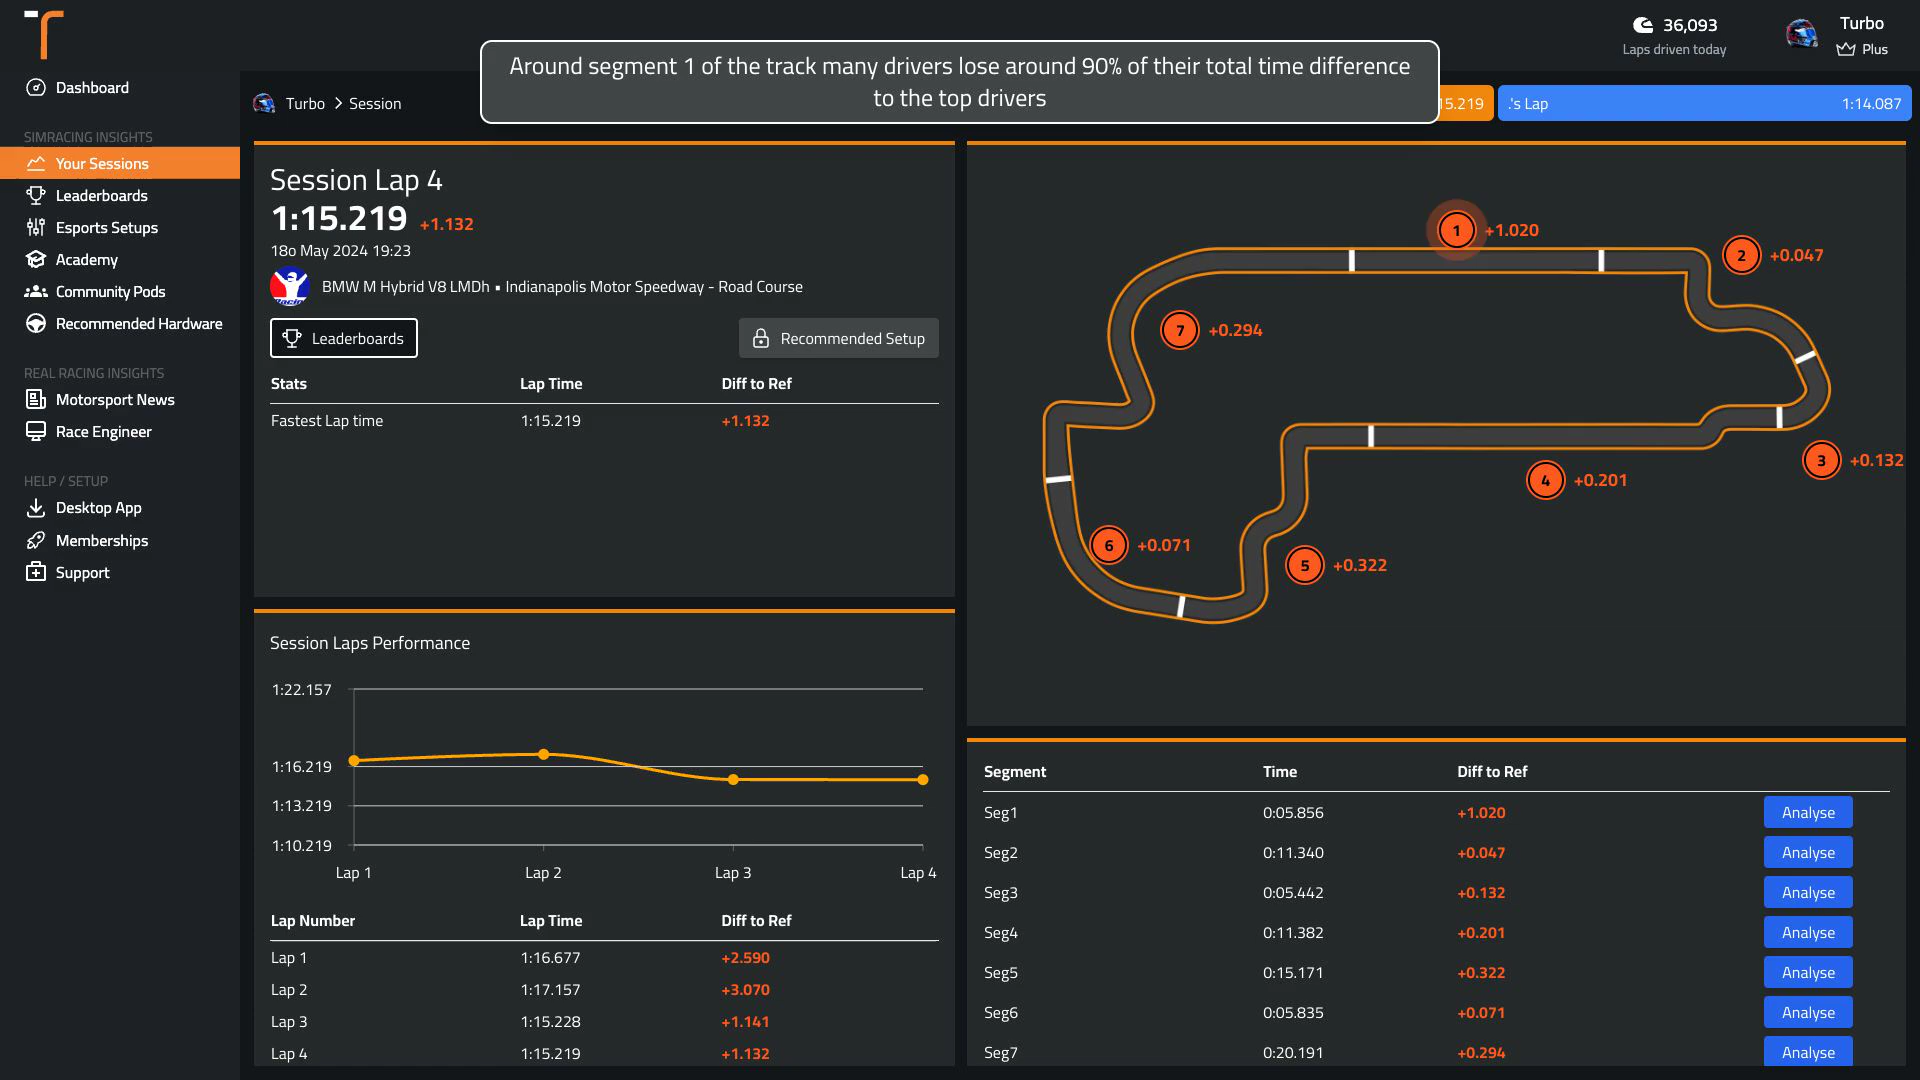 36,093
Laps driven today
Turbo
Plus
Around segment 1 of the track many drivers lose around 90% of their total time difference
to the top drivers
Dashboard
SIMRACING INSIGHTS
Your Sessions
Leaderboards
Esports Setups
Academy
Community Pods
Recommended Hardware
REAL RACING INSIGHTS
Motorsport News
Race Engineer
HELP / SETUP
Desktop App
Memberships
Support
Turbo > Session
15.219
.'s Lap 1:14.087
Session Lap 4
1:15.219 +1.132
18o May 2024 19:23
BMW M Hybrid V8 LMDh • Indianapolis Motor Speedway - Road Course
Leaderboards
Recommended Setup
Stats Lap Time Diff to Ref
Fastest Lap time 1:15.219 +1.132
1 +1.020
2 +0.047
7 +0.294
3 +0.132
4 +0.201
6 +0.071
5 +0.322
Session Laps Performance
1:22.157
1:16.219
1:13.219
1:10.219
Lap 1 Lap 2 Lap 3 Lap 4
Lap Number Lap Time Diff to Ref
Lap 1 1:16.677 +2.590
Lap 2 1:17.157 +3.070
Lap 3 1:15.228 +1.141
Lap 4 1:15.219 +1.132
Segment Time Diff to Ref
Seg1 0:05.856 +1.020 Analyse
Seg2 0:11.340 +0.047 Analyse
Seg3 0:05.442 +0.132 Analyse
Seg4 0:11.382 +0.201 Analyse
Seg5 0:15.171 +0.322 Analyse
Seg6 0:05.835 +0.071 Analyse
Seg7 0:20.191 +0.294 Analyse